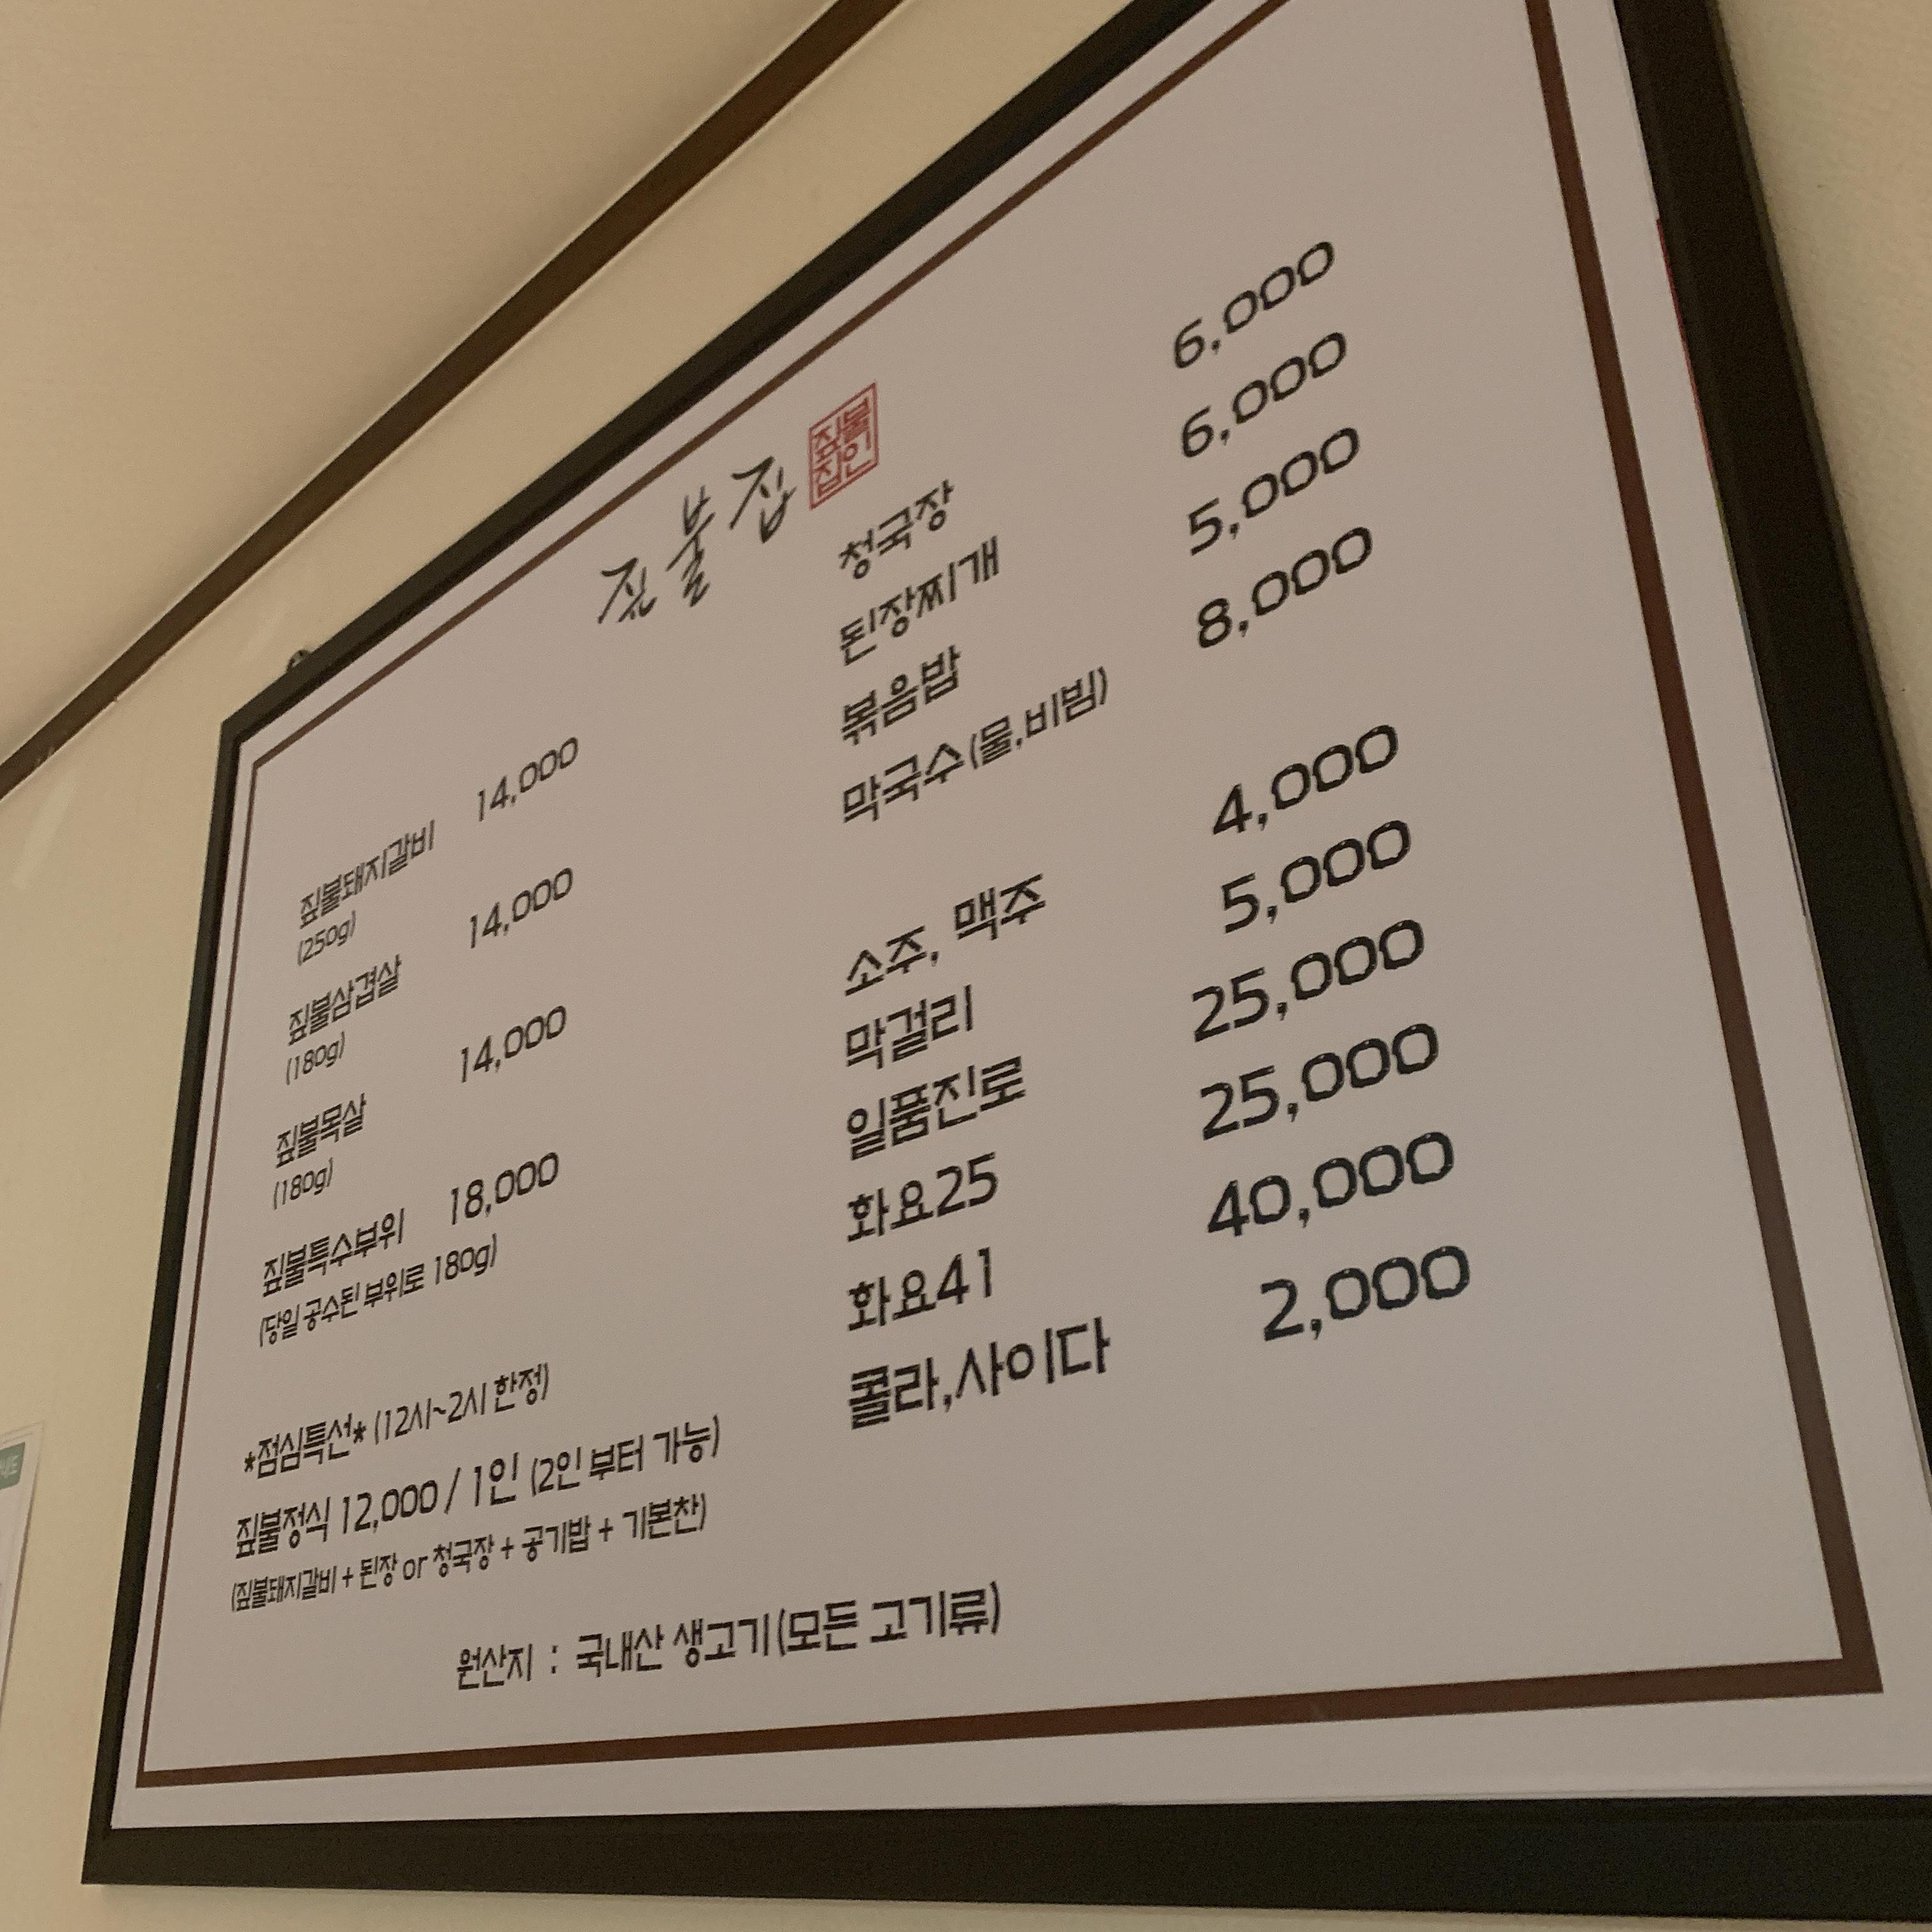 짚불집
짚불
집인
짚불돼지갈비 14,000
(250g)
짚불삼겹살 14,000
(180g)
짚불목살 14,000
(180g)
짚불특수부위 18,000
(당일 공수된 부위로 180g)
*점심특선* (12시~2시 한정)
짚불정식 12,000 / 1인 (2인 부터 가능)
(짚불돼지갈비 + 된장 or 청국장 + 공기밥 + 기본찬)
청국장 6,000
된장찌개 6,000
볶음밥 5,000
막국수(물,비빔) 8,000
소주, 맥주 4,000
막걸리 5,000
일품진로 25,000
화요25 25,000
화요41 40,000
콜라,사이다 2,000
원산지 : 국내산 생고기(모든 고기류)